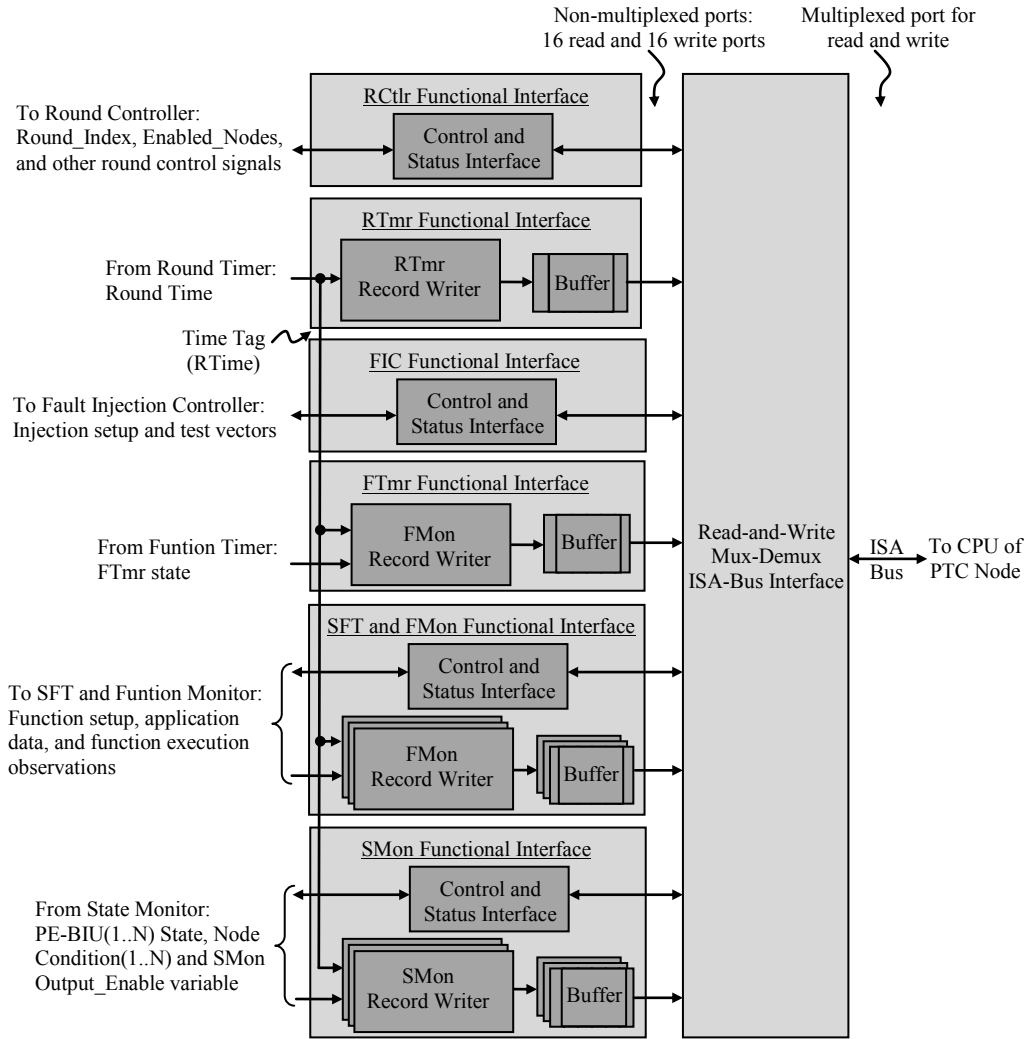 Non-multiplexed ports:
16 read and 16 write ports
Multiplexed port for
read and write
RCtlr Functional Interface
To Round Controller:
Round_Index, Enabled_Nodes,
and other round control signals
Control and
Status Interface
RTmr Functional Interface
From Round Timer:
Round Time
RTmr
Record Writer
Buffer
Time Tag
(RTime)
FIC Functional Interface
To Fault Injection Controller:
Injection setup and test vectors
Control and
Status Interface
FTmr Functional Interface
From Funtion Timer:
FTmr state
FMon
Record Writer
Buffer
Read-and-Write
Mux-Demux
ISA-Bus Interface
ISA
Bus
To CPU of
PTC Node
SFT and FMon Functional Interface
To SFT and Funtion Monitor:
Function setup, application
data, and function execution
observations
Control and
Status Interface
FMon
Record Writer
Buffer
SMon Functional Interface
From State Monitor:
PE-BIU(1..N) State, Node
Condition(1..N) and SMon
Output_Enable variable
Control and
Status Interface
SMon
Record Writer
Buffer